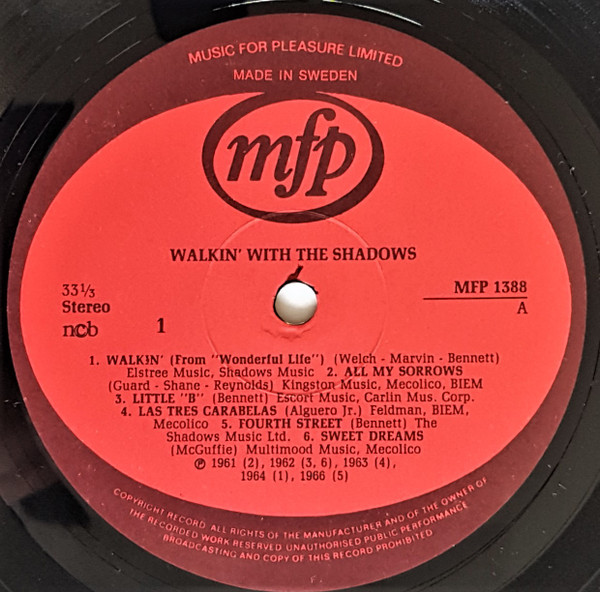 MUSIC FOR PLEASURE LIMITED
MADE IN SWEDEN
mfp
WALKIN' WITH THE SHADOWS
33⅓
Stereo
ncb
1
MFP 1388
A
1. WALKIN' (From "Wonderful Life") (Welch - Marvin - Bennett)
Elstree Music, Shadows Music 2. ALL MY SORROWS
(Guard - Shane - Reynolds) Kingston Music, Mecolico, BIEM
3. LITTLE "B" (Bennett) Escort Music, Carlin Mus. Corp.
4. LAS TRES CARABELAS (Alguero Jr.) Feldman, BIEM,
Mecolico 5. FOURTH STREET (Bennett) The
Shadows Music Ltd. 6. SWEET DREAMS
(McGuffie) Multimood Music, Mecolico
℗ 1961 (2), 1962 (3, 6), 1963 (4),
1964 (1), 1966 (5)
COPYRIGHT RECORD. ALL RIGHTS OF THE MANUFACTURER AND OF THE OWNER OF
THE RECORDED WORK RESERVED UNAUTHORISED PUBLIC PERFORMANCE
BROADCASTING AND COPY OF THIS RECORD PROHIBITED